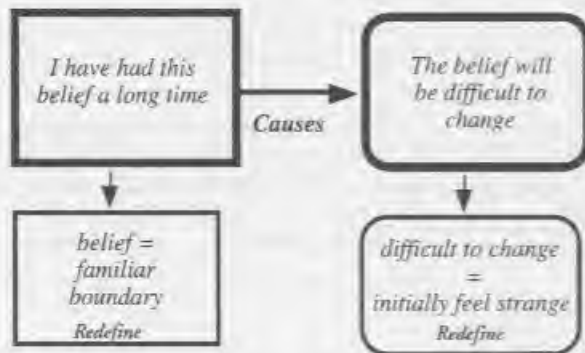 I have had this
belief a long time
Causes
The belief will
be difficult to
change
belief =
familiar
boundary
Redefine
difficult to change
=
initially feel strange
Redefine